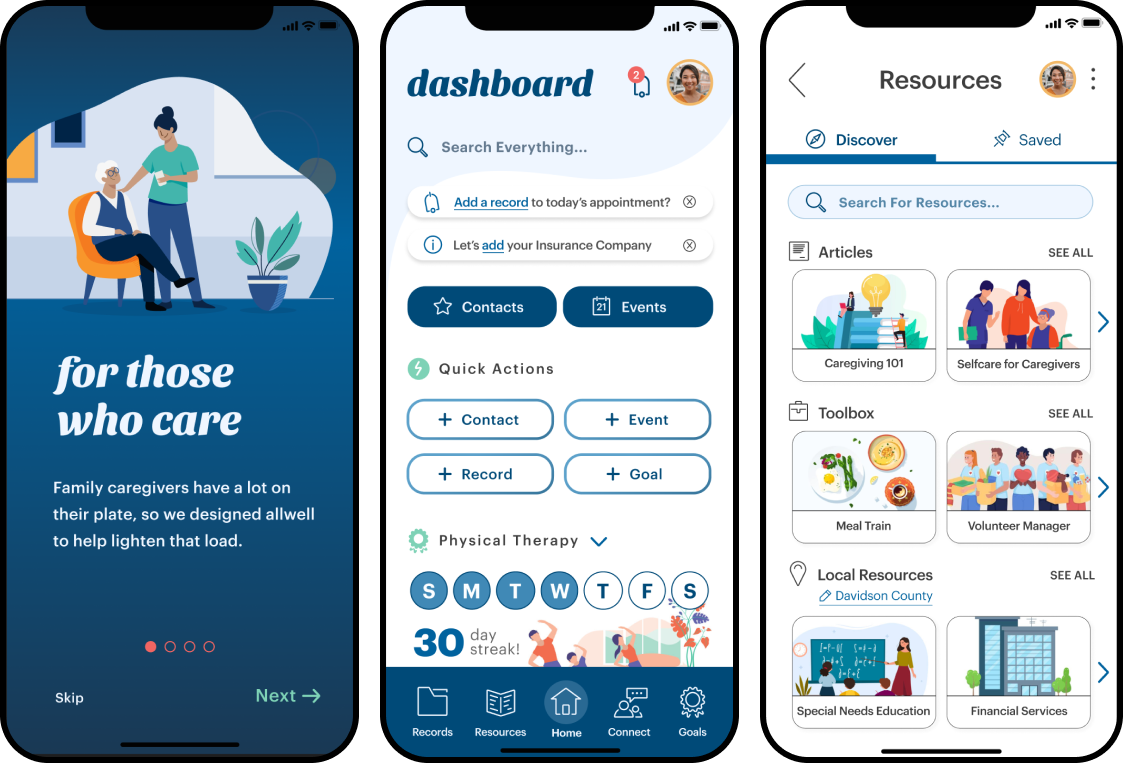 for those
who care
Family caregivers have a lot on
their plate, so we designed allwell
to help lighten that load.
Skip
Next
dashboard
2
Search Everything...
Add a record to today's appointment?
Let's add your Insurance Company
Contacts
21
Events
Quick Actions
+ Contact
+ Event
+ Record
+ Goal
Physical Therapy
S M T W T F S
30 day
streak!
Records
Resources
Home
Connect
Goals
Resources
Discover
Saved
Search For Resources...
Articles
SEE ALL
Caregiving 101
Selfcare for Caregivers
Toolbox
SEE ALL
Meal Train
Volunteer Manager
Local Resources
SEE ALL
Davidson County
Special Needs Education
Financial Services